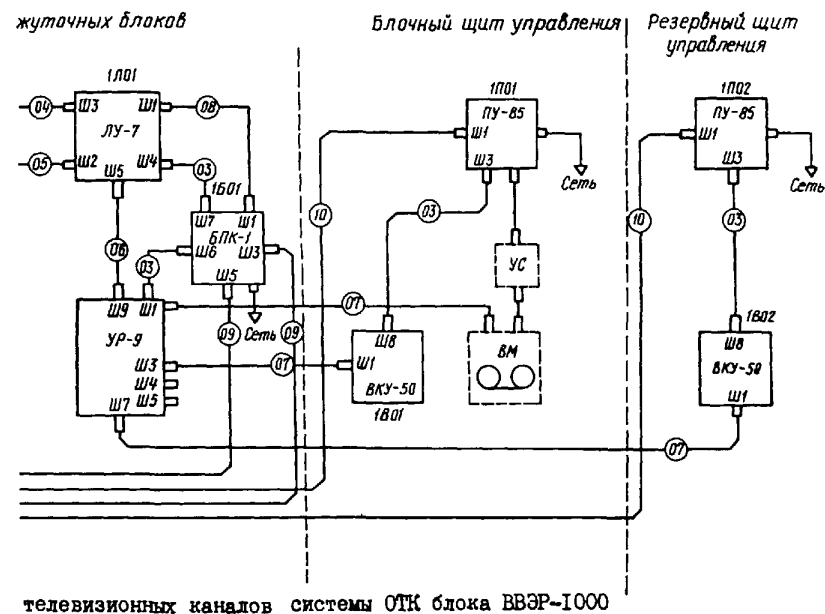 жуточных блоков
Блочный щит управления
Резервный щит
управления
1Л01
04
Ш3
Ш1
08
ЛУ-7
05
Ш2
Ш4
Ш5
03
1Б01
Ш7
Ш1
БПК-1
Ш6
Ш3
Ш5
06
03
09
Сеть
09
Ш9
Ш1
УР-9
Ш3
Ш4
Ш5
Ш7
07
07
10
1П01
ПУ-85
Ш1
Ш3
Сеть
03
УС
ВМ
Ш8
Ш1
ВКУ-50
1В01
10
1П02
ПУ-85
Ш1
Ш3
Сеть
03
1В02
Ш8
ВКУ-50
Ш1
07
телевизионных каналов системы ОТК блока ВВЭР-1000